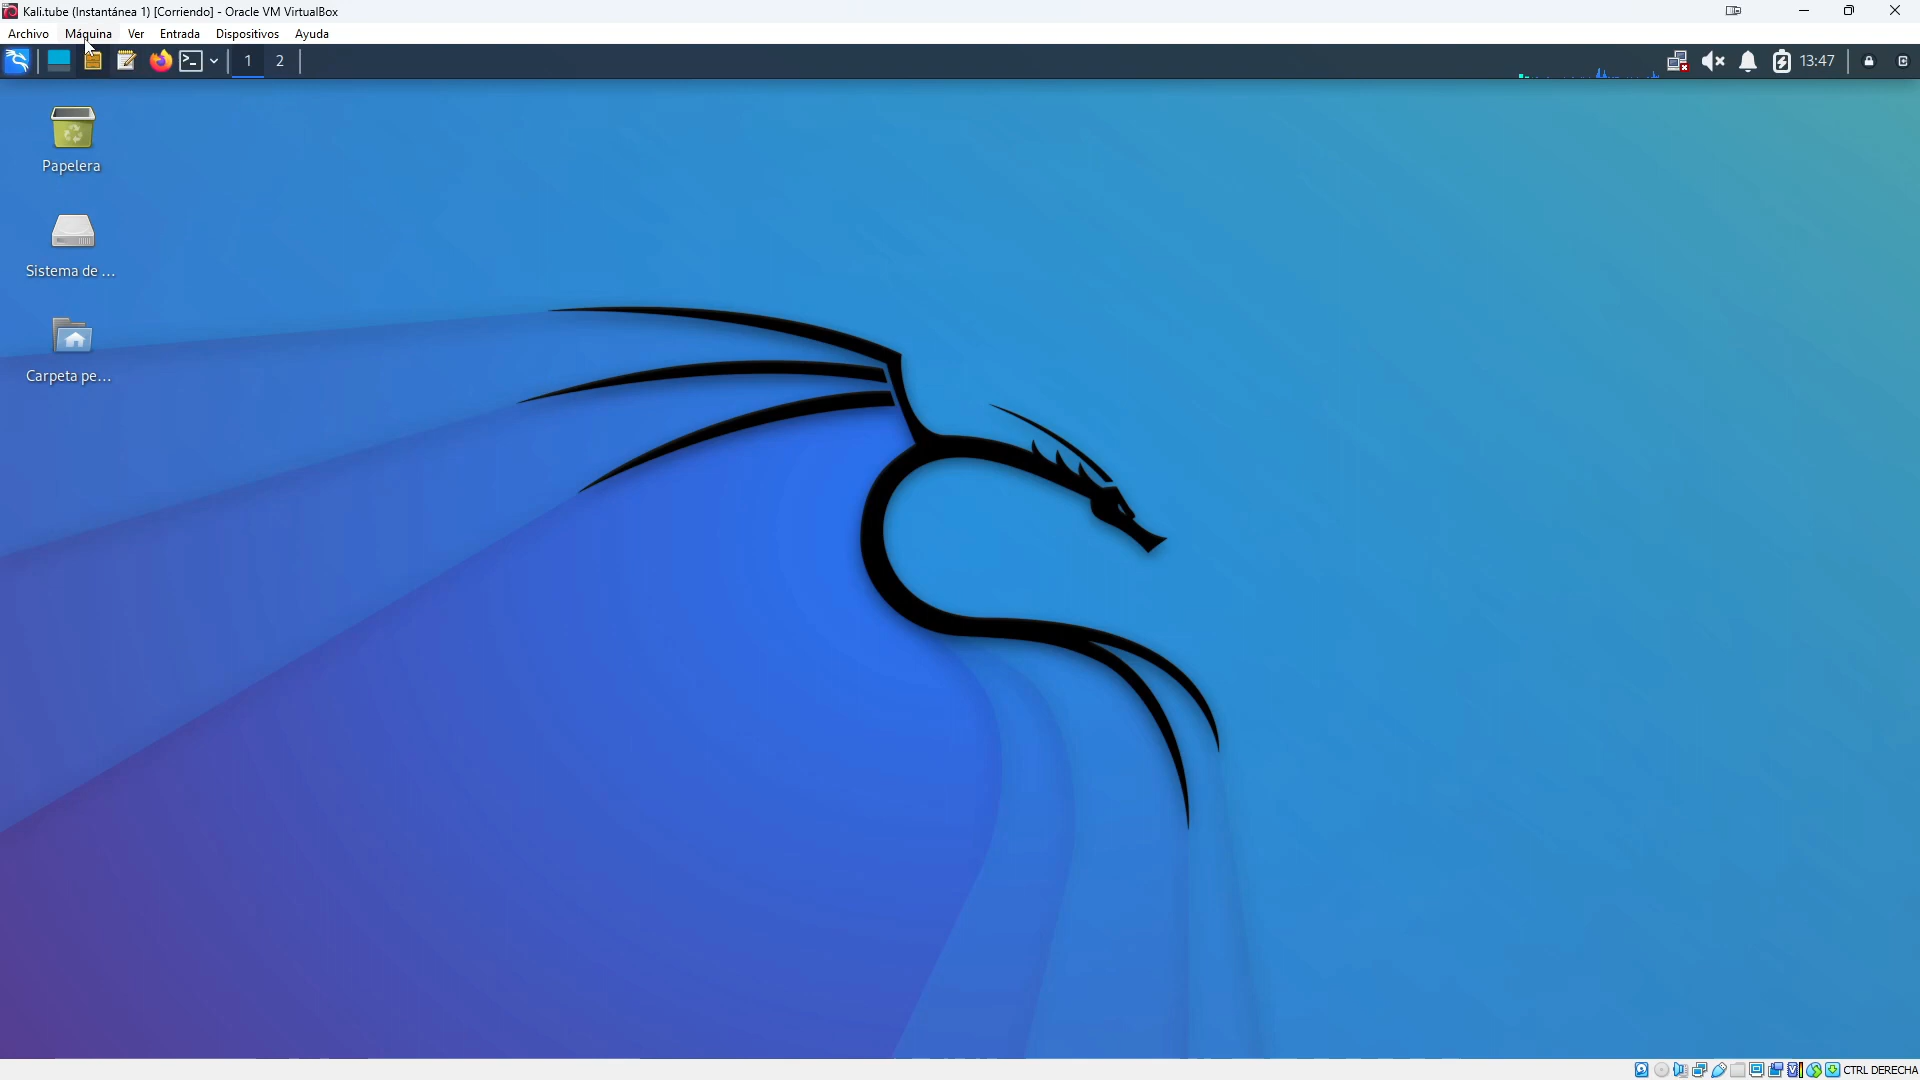 Kali.tube (Instantánea 1) [Corriendo] - Oracle VM VirtualBox
Archivo Máquina Ver Entrada Dispositivos Ayuda
1 2 13:47
Papelera
Sistema de ...
Carpeta pe...
CTRL DERECHA